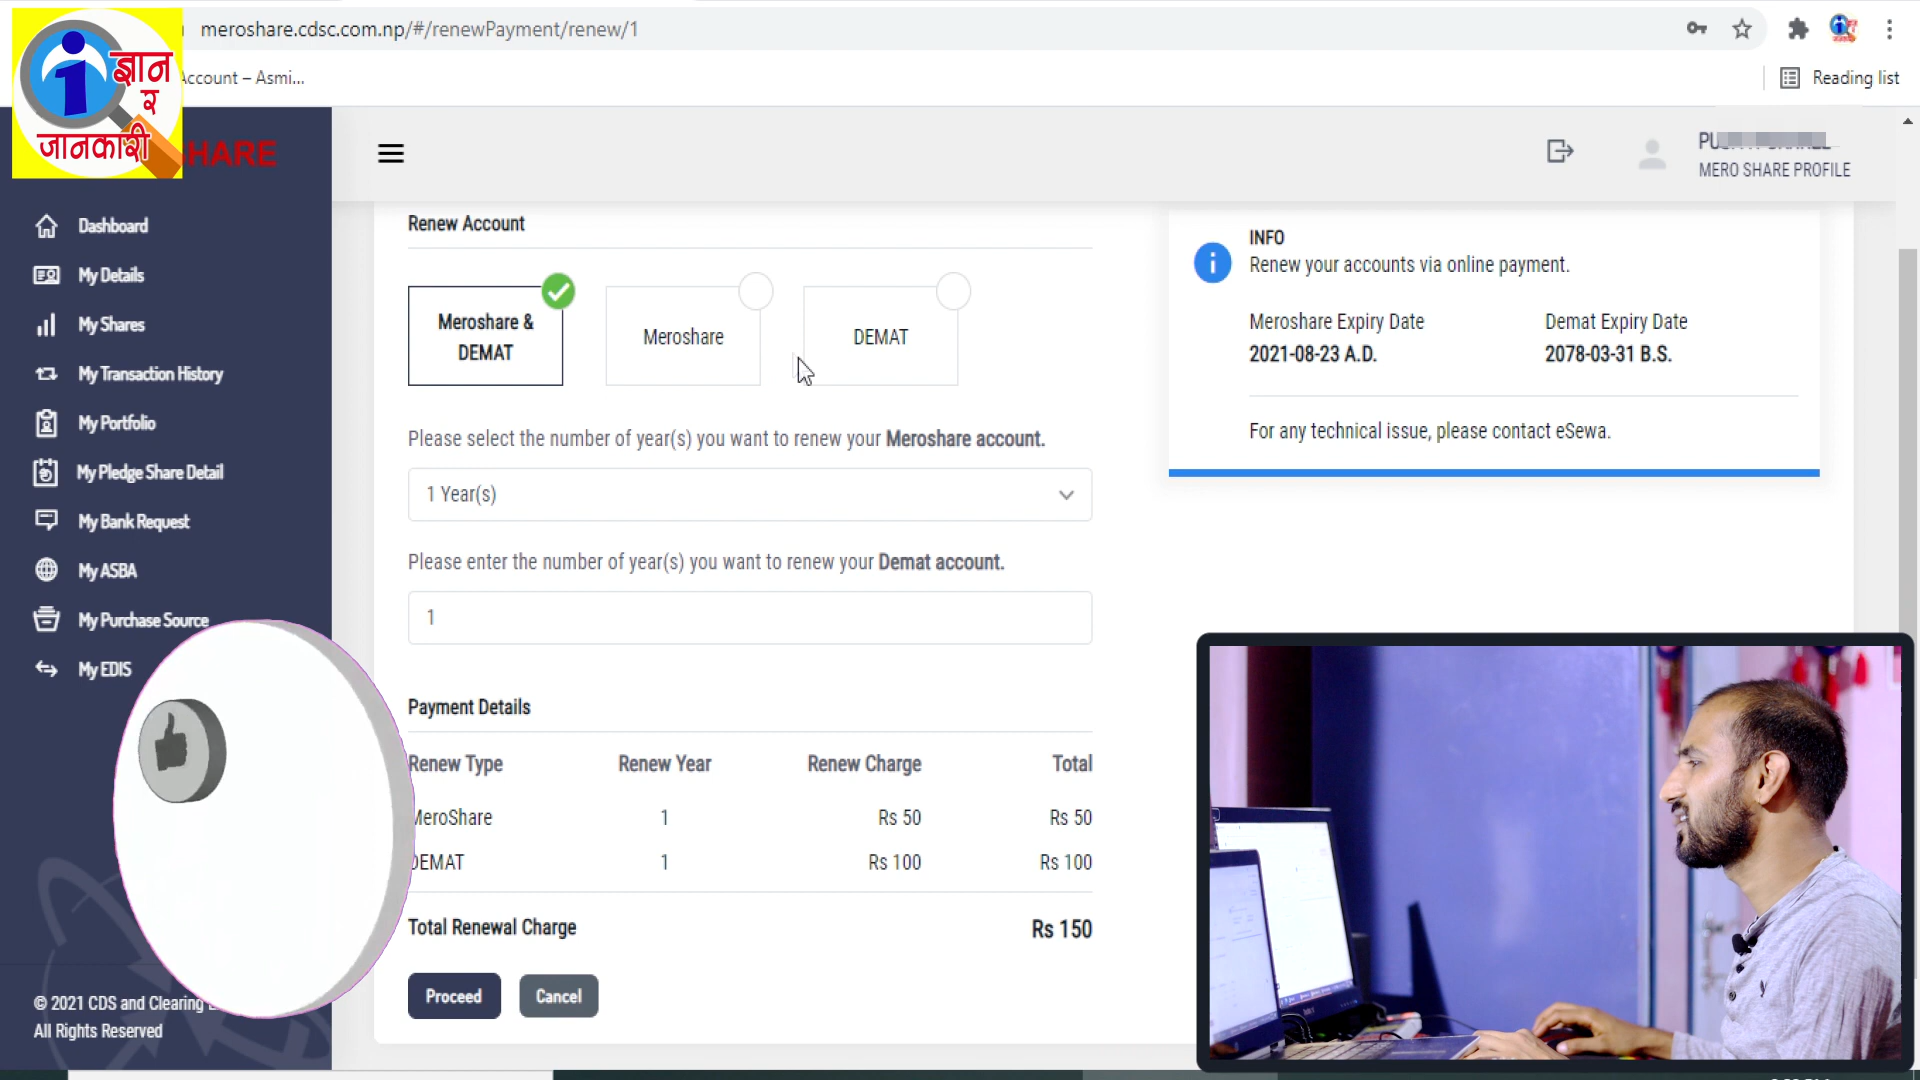 meroshare.cdsc.com.np/#/renewPayment/renew/1
Account – Asmi...
Reading list
ज्ञान
र
जानकारी
SHARE
MERO SHARE PROFILE
Dashboard
My Details
My Shares
My Transaction History
My Portfolio
My Pledge Share Detail
My Bank Request
My ASBA
My Purchase Source
My EDIS
© 2021 CDS and Clearing
All Rights Reserved
Renew Account
Meroshare &
DEMAT
Meroshare
DEMAT
Please select the number of year(s) you want to renew your Meroshare account.
1 Year(s)
Please enter the number of year(s) you want to renew your Demat account.
1
Payment Details
Renew Type Renew Year Renew Charge Total
MeroShare 1 Rs 50 Rs 50
DEMAT 1 Rs 100 Rs 100
Total Renewal Charge Rs 150
Proceed Cancel
INFO
Renew your accounts via online payment.
Meroshare Expiry Date Demat Expiry Date
2021-08-23 A.D. 2078-03-31 B.S.
For any technical issue, please contact eSewa.